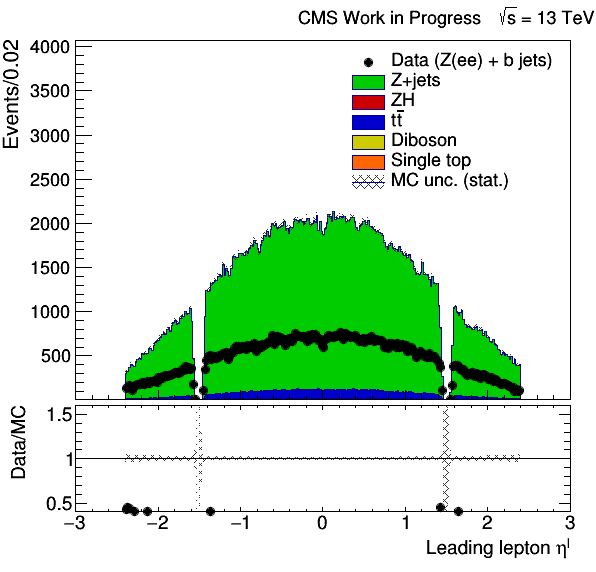 CMS Work in Progress √s = 13 TeV
Events/0.02
4000
3500
3000
2500
2000
1500
1000
500
Data (Z(ee) + b jets)
Z+jets
ZH
tt̅
Diboson
Single top
MC unc. (stat.)
Data/MC
1.5
1
0.5
−3 −2 −1 0 1 2 3
Leading lepton ηˡ